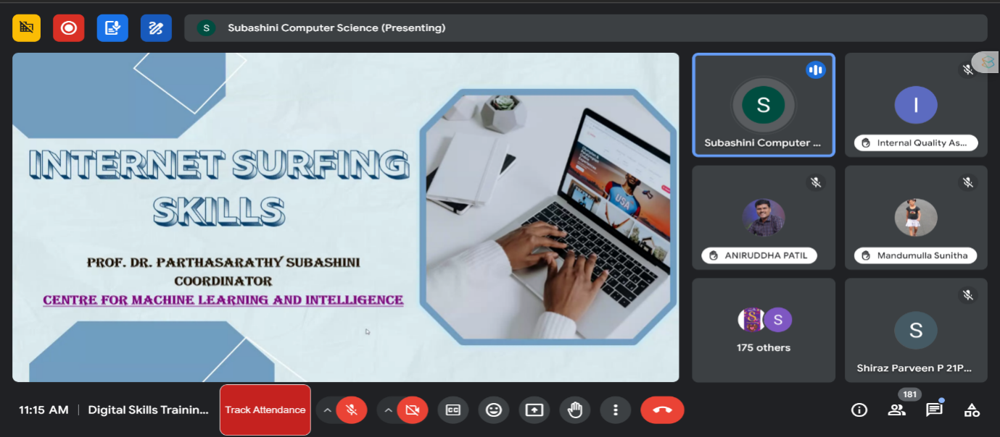 S Subashini Computer Science (Presenting)
INTERNET SURFING
SKILLS
PROF. DR. PARTHASARATHY SUBASHINI
COORDINATOR
CENTRE FOR MACHINE LEARNING AND INTELLIGENCE
USA
S
Subashini Computer ...
I
Internal Quality As...
ANIRUDDHA PATIL
Mandumulla Sunitha
S S
175 others
S
Shiraz Parveen P 21P...
11:15 AM | Digital Skills Trainin...
Track Attendance
CC
181